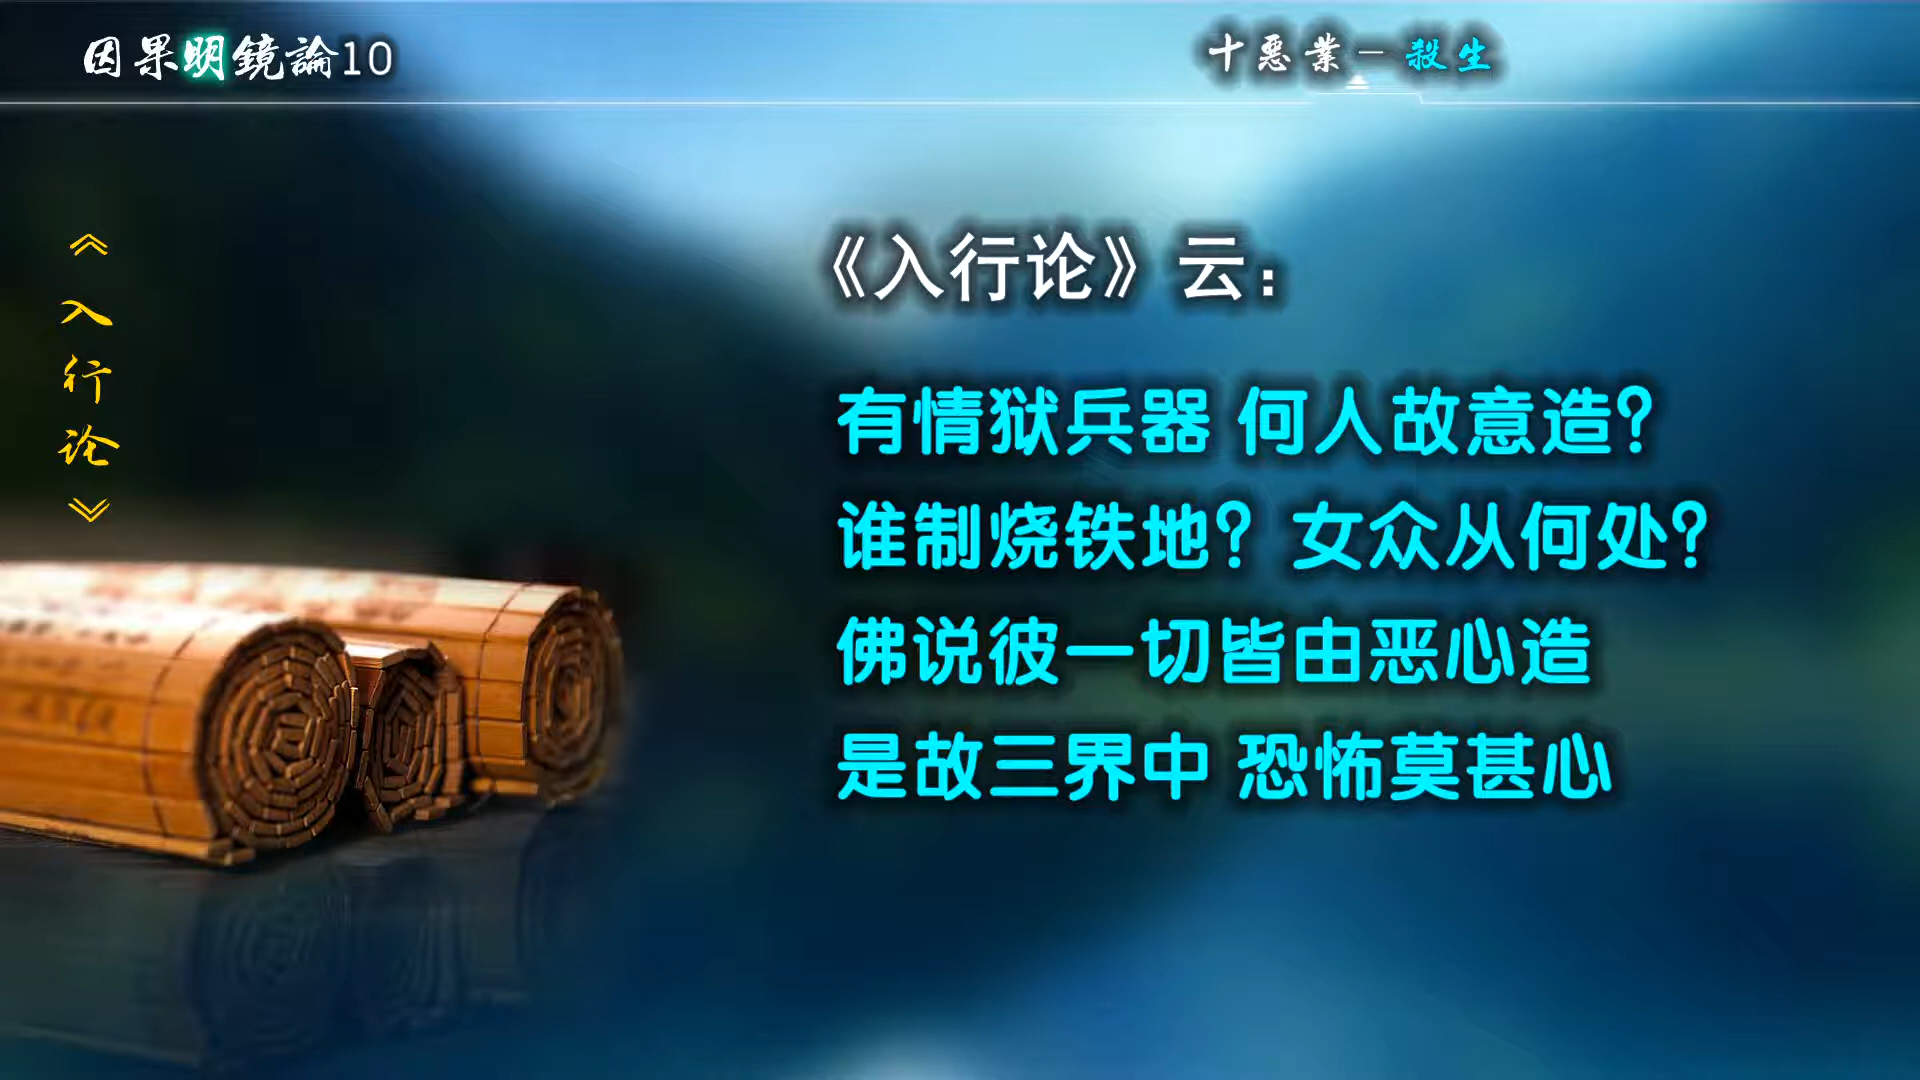 因果明鏡論10
十惡業－殺生
《入行论》
《入行论》云：
有情狱兵器 何人故意造？
谁制烧铁地？女众从何处？
佛说彼一切皆由恶心造
是故三界中 恐怖莫甚心